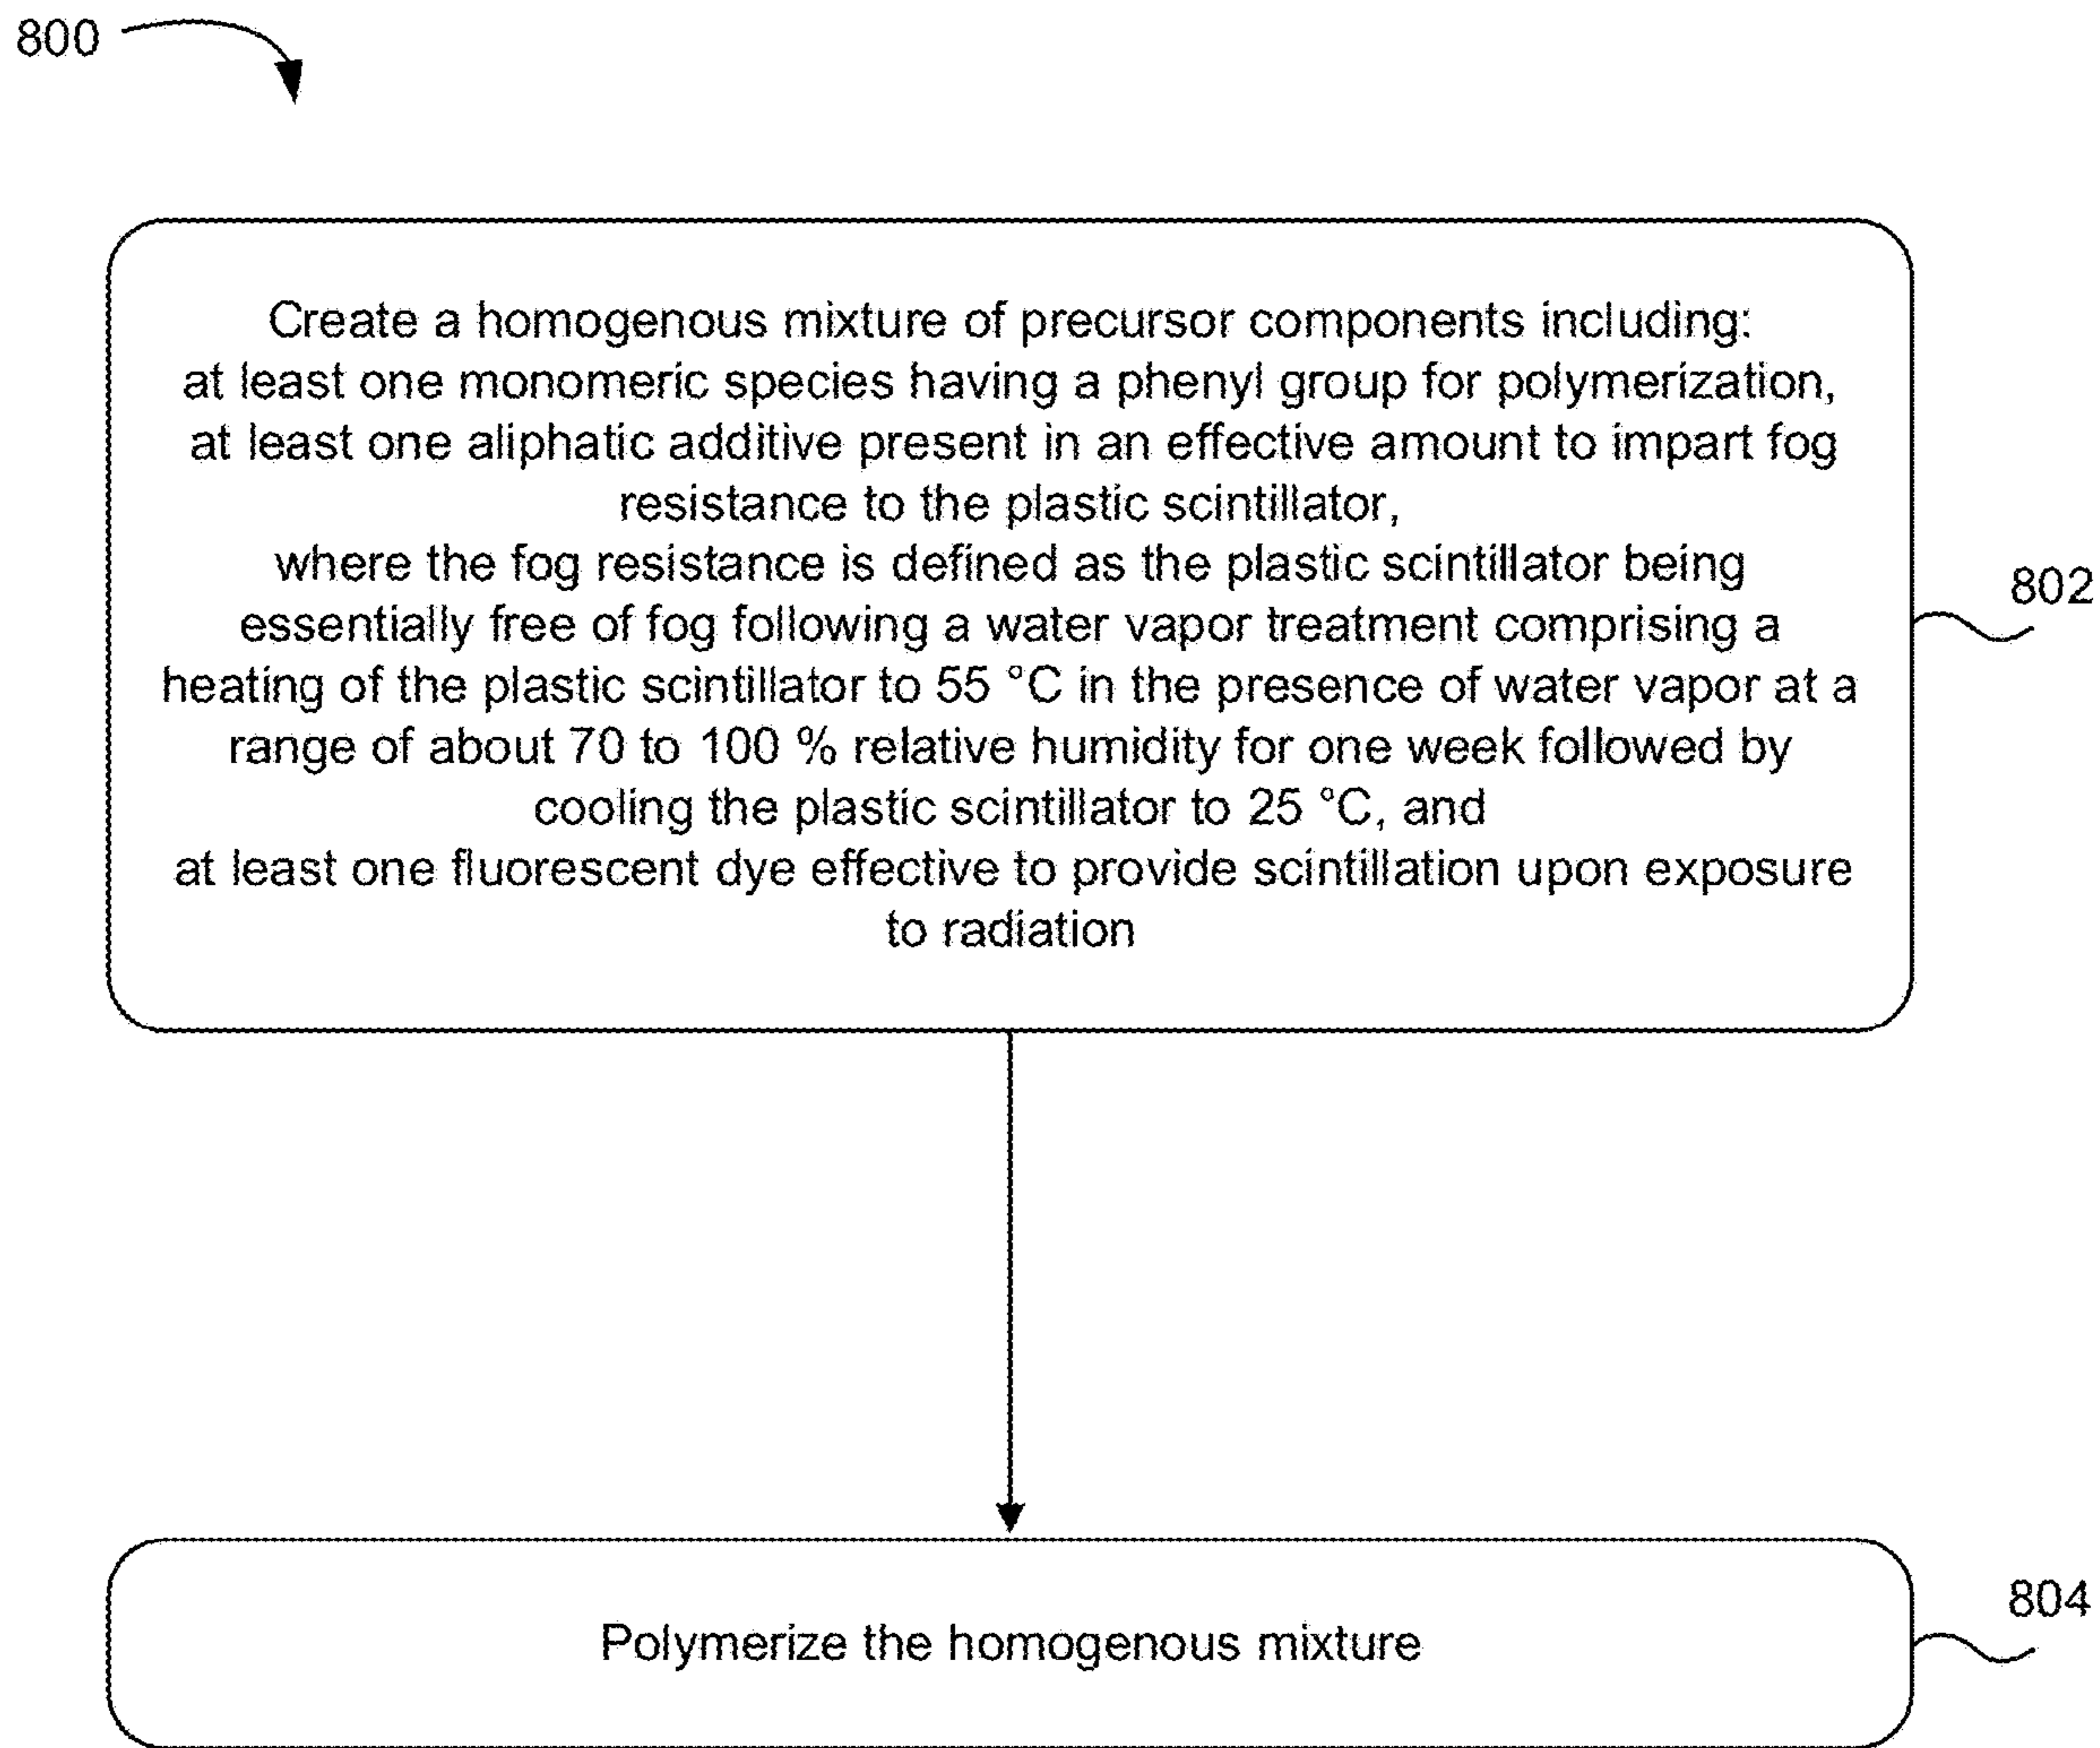 800
Create a homogenous mixture of precursor components including:
at least one monomeric species having a phenyl group for polymerization,
at least one aliphatic additive present in an effective amount to impart fog
resistance to the plastic scintillator,
where the fog resistance is defined as the plastic scintillator being
essentially free of fog following a water vapor treatment comprising a
heating of the plastic scintillator to 55 °C in the presence of water vapor at a
range of about 70 to 100 % relative humidity for one week followed by
cooling the plastic scintillator to 25 °C, and
at least one fluorescent dye effective to provide scintillation upon exposure
to radiation
802
Polymerize the homogenous mixture
804